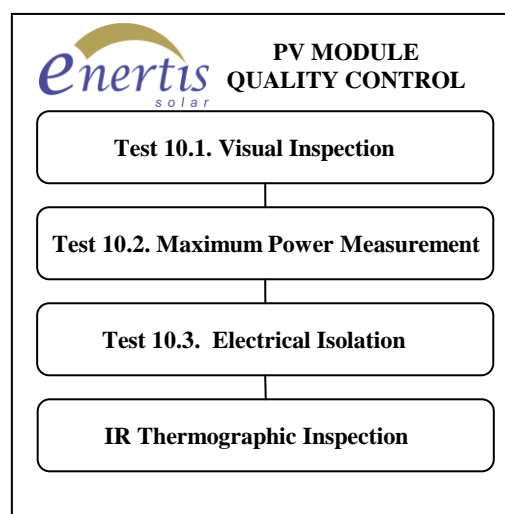 enertis
solar
PV MODULE
QUALITY CONTROL
Test 10.1. Visual Inspection
Test 10.2. Maximum Power Measurement
Test 10.3. Electrical Isolation
IR Thermographic Inspection